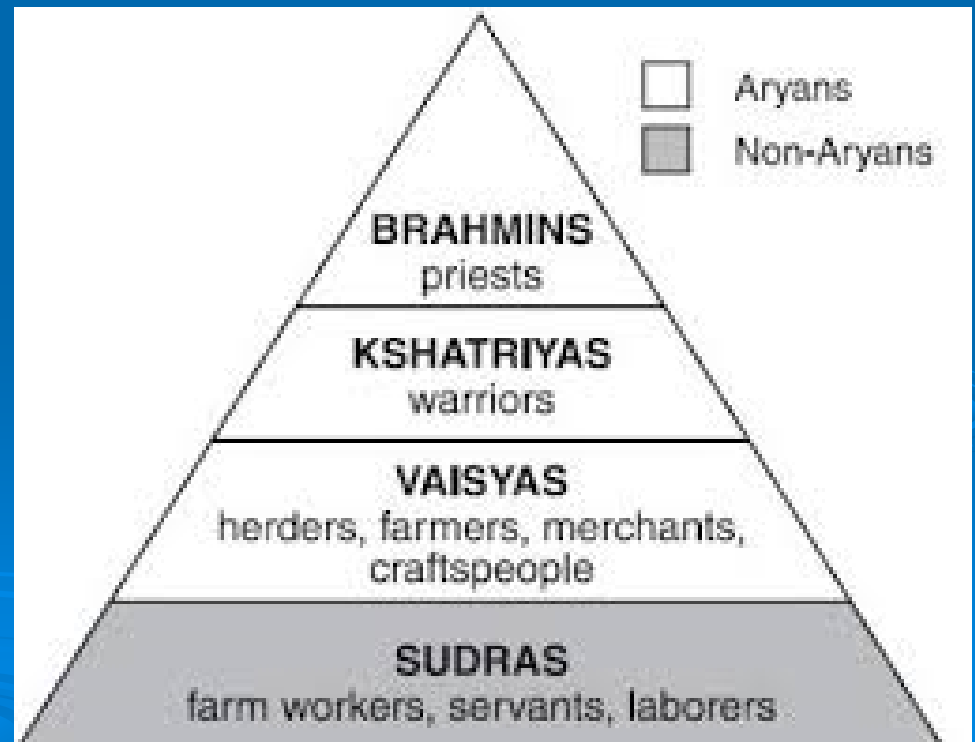 Aryans
Non-Aryans
BRAHMINS
priests
KSHATRIYAS
warriors
VAISYAS
herders, farmers, merchants,
craftspeople
SUDRAS
farm workers, servants, laborers